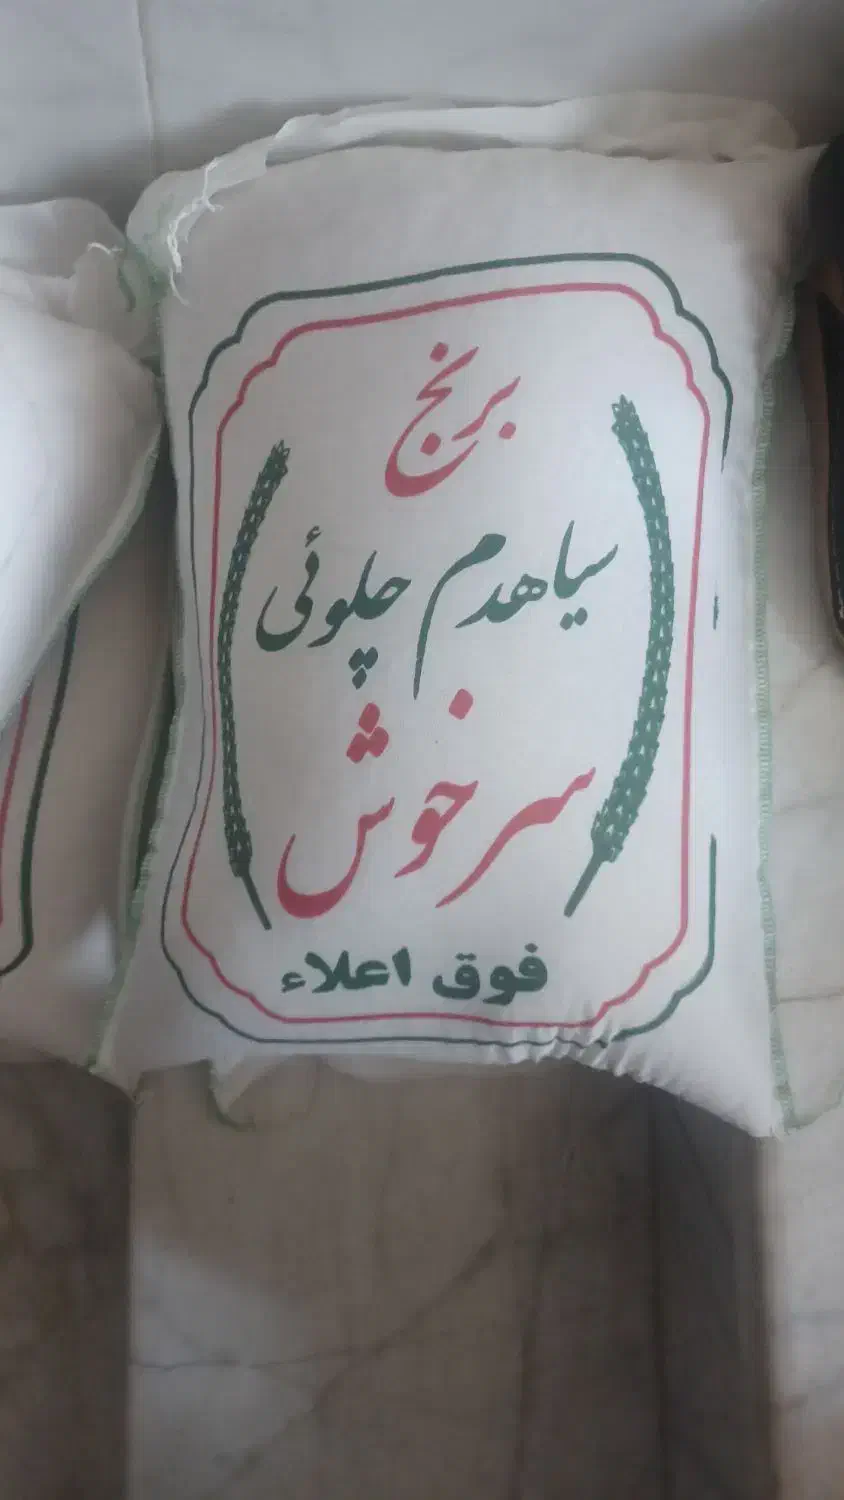 برنج
سیاهدم چلوئی
سرخوش
فوق اعلاء